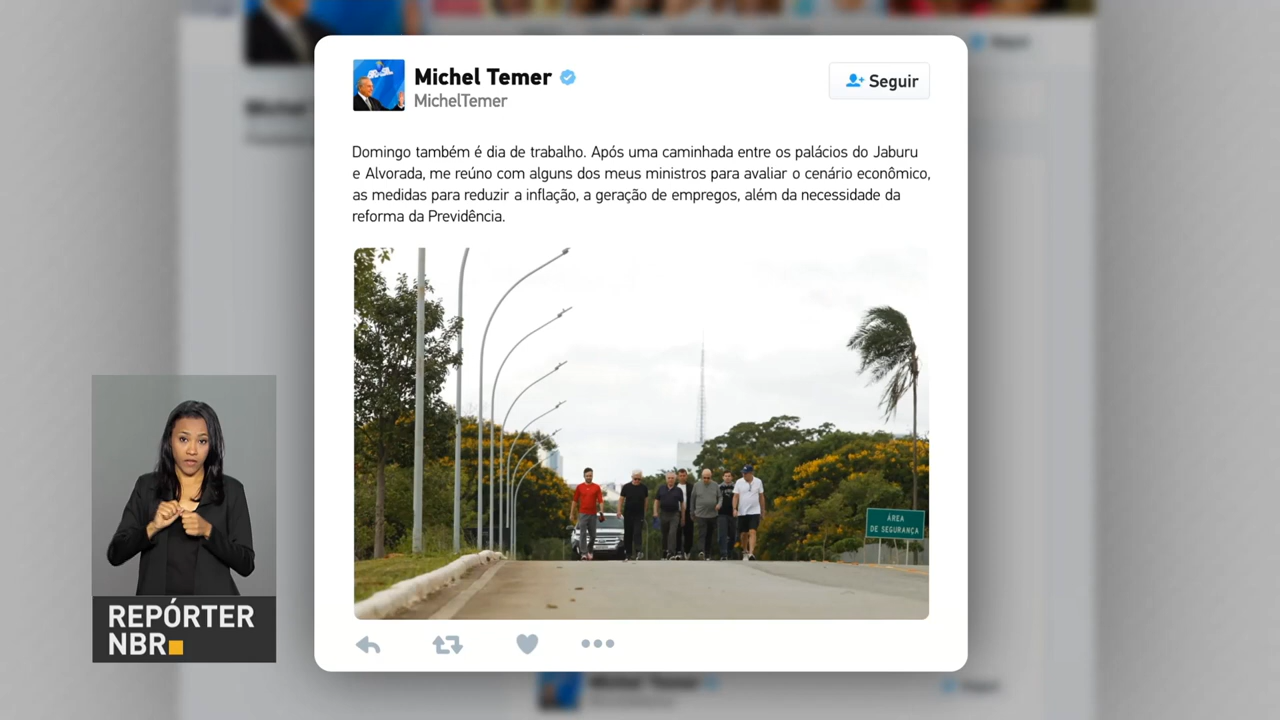 Michel Temer
MichelTemer
Seguir
Domingo também é dia de trabalho. Após uma caminhada entre os palácios do Jaburu
e Alvorada, me reúno com alguns dos meus ministros para avaliar o cenário econômico,
as medidas para reduzir a inflação, a geração de empregos, além da necessidade da
reforma da Previdência.
ÁREA
DE SEGURANÇA
REPÓRTER
NBR